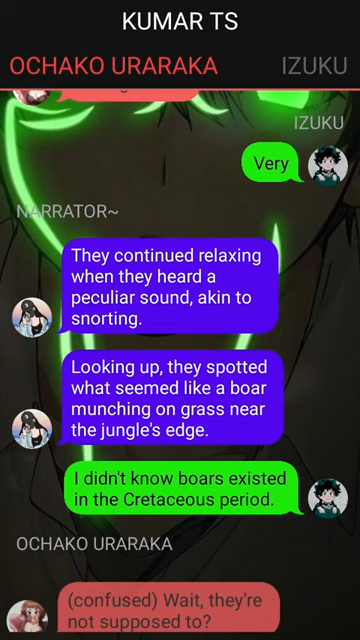 KUMAR TS
OCHAKO URARAKA
IZUKU
IZUKU
Very
NARRATOR~
They continued relaxing
when they heard a
peculiar sound, akin to
snorting.
Looking up, they spotted
what seemed like a boar
munching on grass near
the jungle's edge.
I didn't know boars existed
in the Cretaceous period.
OCHAKO URARAKA
(confused) Wait, they're
not supposed to?